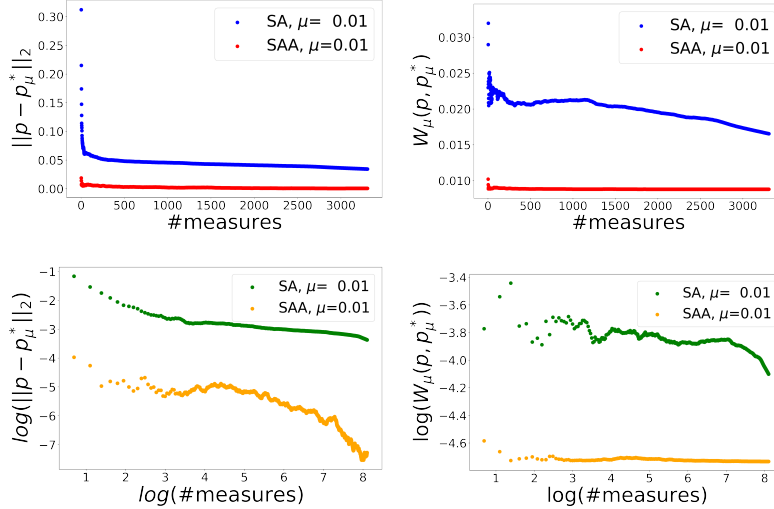 0.30
0.25
0.20
0.15
0.10
0.05
0.00
||p − p*μ||2
SA, μ= 0.01
SAA, μ=0.01
0 500 1000 1500 2000 2500 3000
#measures
0.030
0.025
0.020
0.015
0.010
Wμ(p, p*μ)
SA, μ= 0.01
SAA, μ=0.01
0 500 1000 1500 2000 2500 3000
#measures
−1
−2
−3
−4
−5
−6
−7
log(||p − p*μ||2)
SA, μ= 0.01
SAA, μ=0.01
1 2 3 4 5 6 7 8
log(#measures)
−3.4
−3.6
−3.8
−4.0
−4.2
−4.4
−4.6
log(Wμ(p, p*μ))
SA, μ= 0.01
SAA, μ=0.01
1 2 3 4 5 6 7 8
log(#measures)